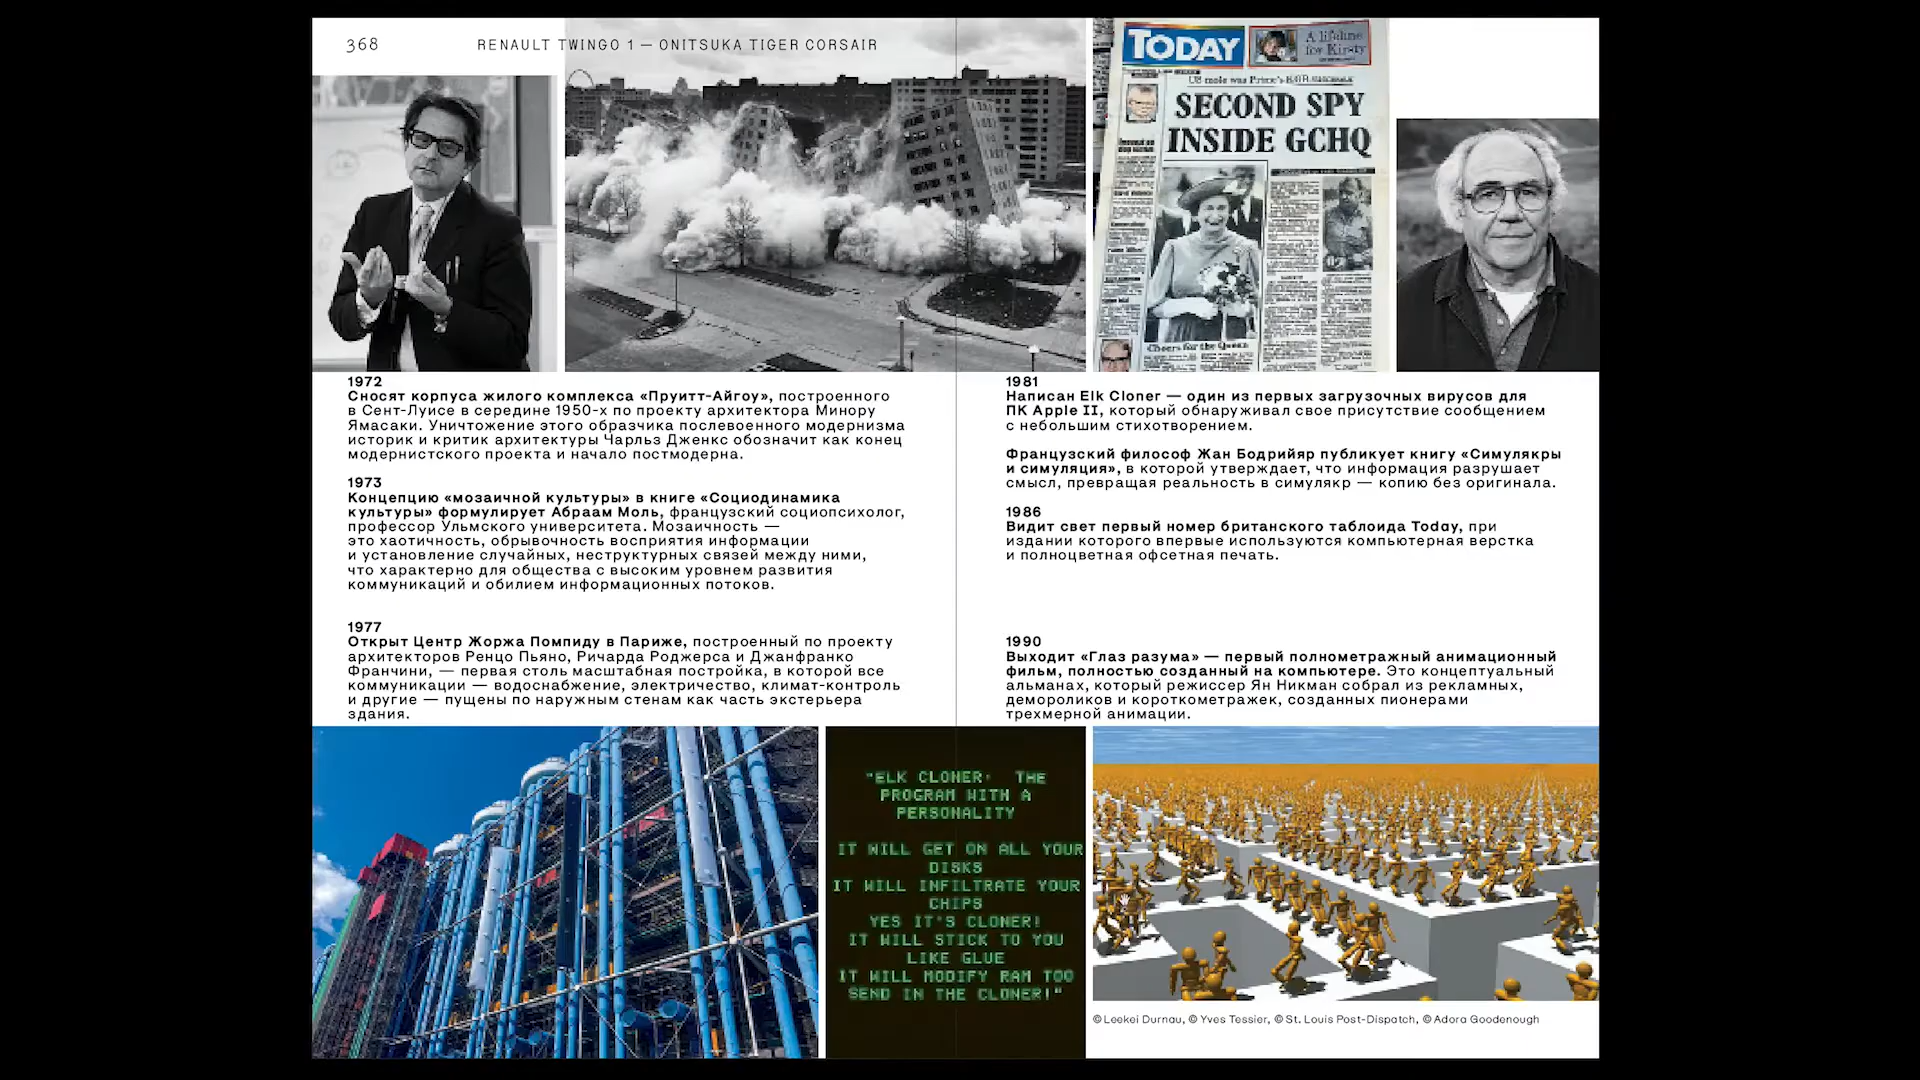 368
RENAULT TWINGO 1 — ONITSUKA TIGER CORSAIR
TODAY
A lifeline
for Kirsty
SECOND SPY
INSIDE GCHQ
Cheers for the Queen
1972
Сносят корпуса жилого комплекса «Пруитт-Айгоу», построенного
в Сент-Луисе в середине 1950-х по проекту архитектора Минору
Ямасаки. Уничтожение этого образчика послевоенного модернизма
историк и критик архитектуры Чарльз Дженкс обозначит как конец
модернистского проекта и начало постмодерна.
1973
Концепцию «мозаичной культуры» в книге «Социодинамика
культуры» формулирует Абраам Моль, французский социопсихолог,
профессор Ульмского университета. Мозаичность —
это хаотичность, обрывочность восприятия информации
и установление случайных, неструктурных связей между ними,
что характерно для общества с высоким уровнем развития
коммуникаций и обилием информационных потоков.
1977
Открыт Центр Жоржа Помпиду в Париже, построенный по проекту
архитекторов Ренцо Пьяно, Ричарда Роджерса и Джанфранко
Франчини, — первая столь масштабная постройка, в которой все
коммуникации — водоснабжение, электричество, климат-контроль
и другие — пущены по наружным стенам как часть экстерьера
здания.
1981
Написан Elk Cloner — один из первых загрузочных вирусов для
ПК Apple II, который обнаруживал свое присутствие сообщением
с небольшим стихотворением.
Французский философ Жан Бодрийяр публикует книгу «Симулякры
и симуляция», в которой утверждает, что информация разрушает
смысл, превращая реальность в симулякр — копию без оригинала.
1986
Видит свет первый номер британского таблоида Today, при
издании которого впервые используются компьютерная верстка
и полноцветная офсетная печать.
1990
Выходит «Глаз разума» — первый полнометражный анимационный
фильм, полностью созданный на компьютере. Это концептуальный
альманах, который режиссер Ян Никман собрал из рекламных,
демороликов и короткометражек, созданных пионерами
трехмерной анимации.
"ELK CLONER: THE
PROGRAM WITH A
PERSONALITY
IT WILL GET ON ALL YOUR
DISKS
IT WILL INFILTRATE YOUR
CHIPS
YES IT'S CLONER!
IT WILL STICK TO YOU
LIKE GLUE
IT WILL MODIFY RAM TOO
SEND IN THE CLONER!"
© Leekei Durnau, © Yves Tessier, © St. Louis Post-Dispatch, © Adora Goodenough